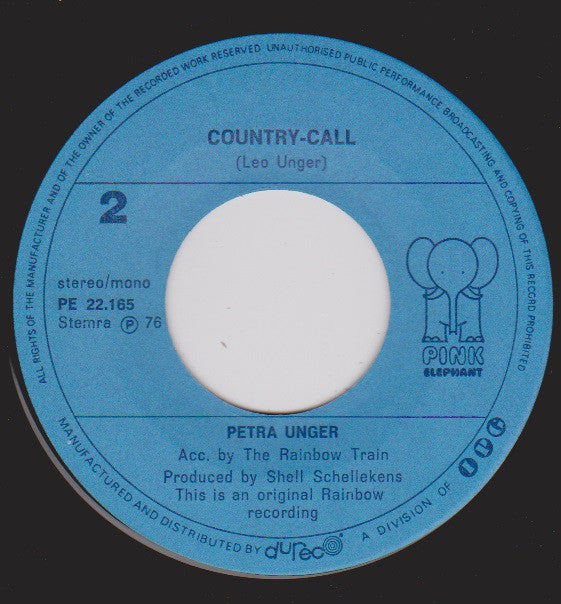 ALL RIGHTS OF THE MANUFACTURER AND OF THE OWNER OF THE RECORDED WORK RESERVED. UNAUTHORISED PUBLIC PERFORMANCE BROADCASTING AND COPYING OF THIS RECORD PROHIBITED
COUNTRY-CALL
(Leo Unger)
2
stereo/mono
PE 22.165
Stemra Ⓟ 76
PINK
ELEPHANT
PETRA UNGER
Acc. by The Rainbow Train
Produced by Shell Schellekens
This is an original Rainbow
recording
MANUFACTURED AND DISTRIBUTED BY dureco A DIVISION OF